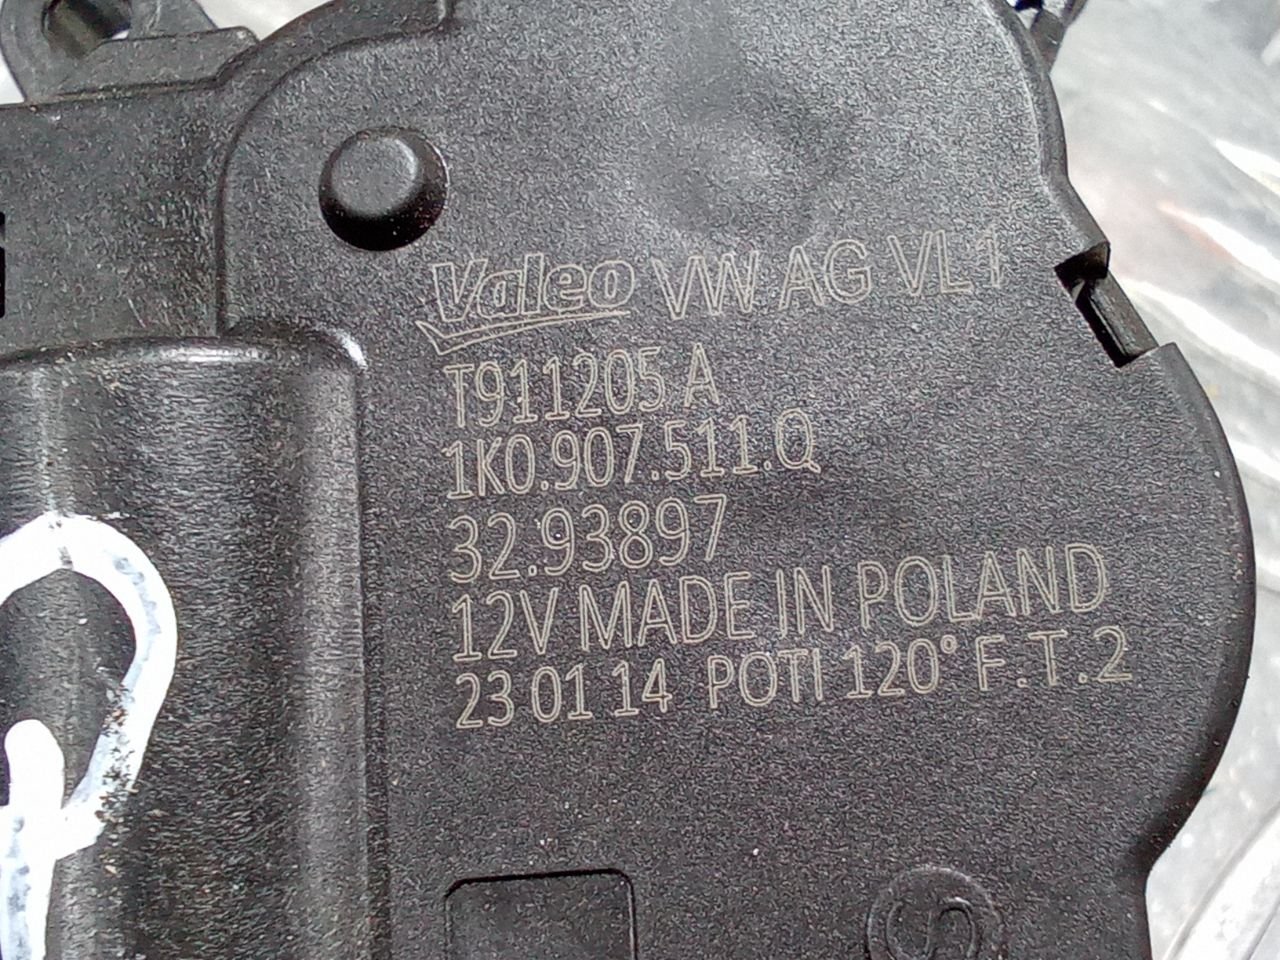 Valeo VW AG VL1
T911205 A
1K0.907.511.Q
32.93897
12V MADE IN POLAND
23 01 14 POTI 120° F.T.2